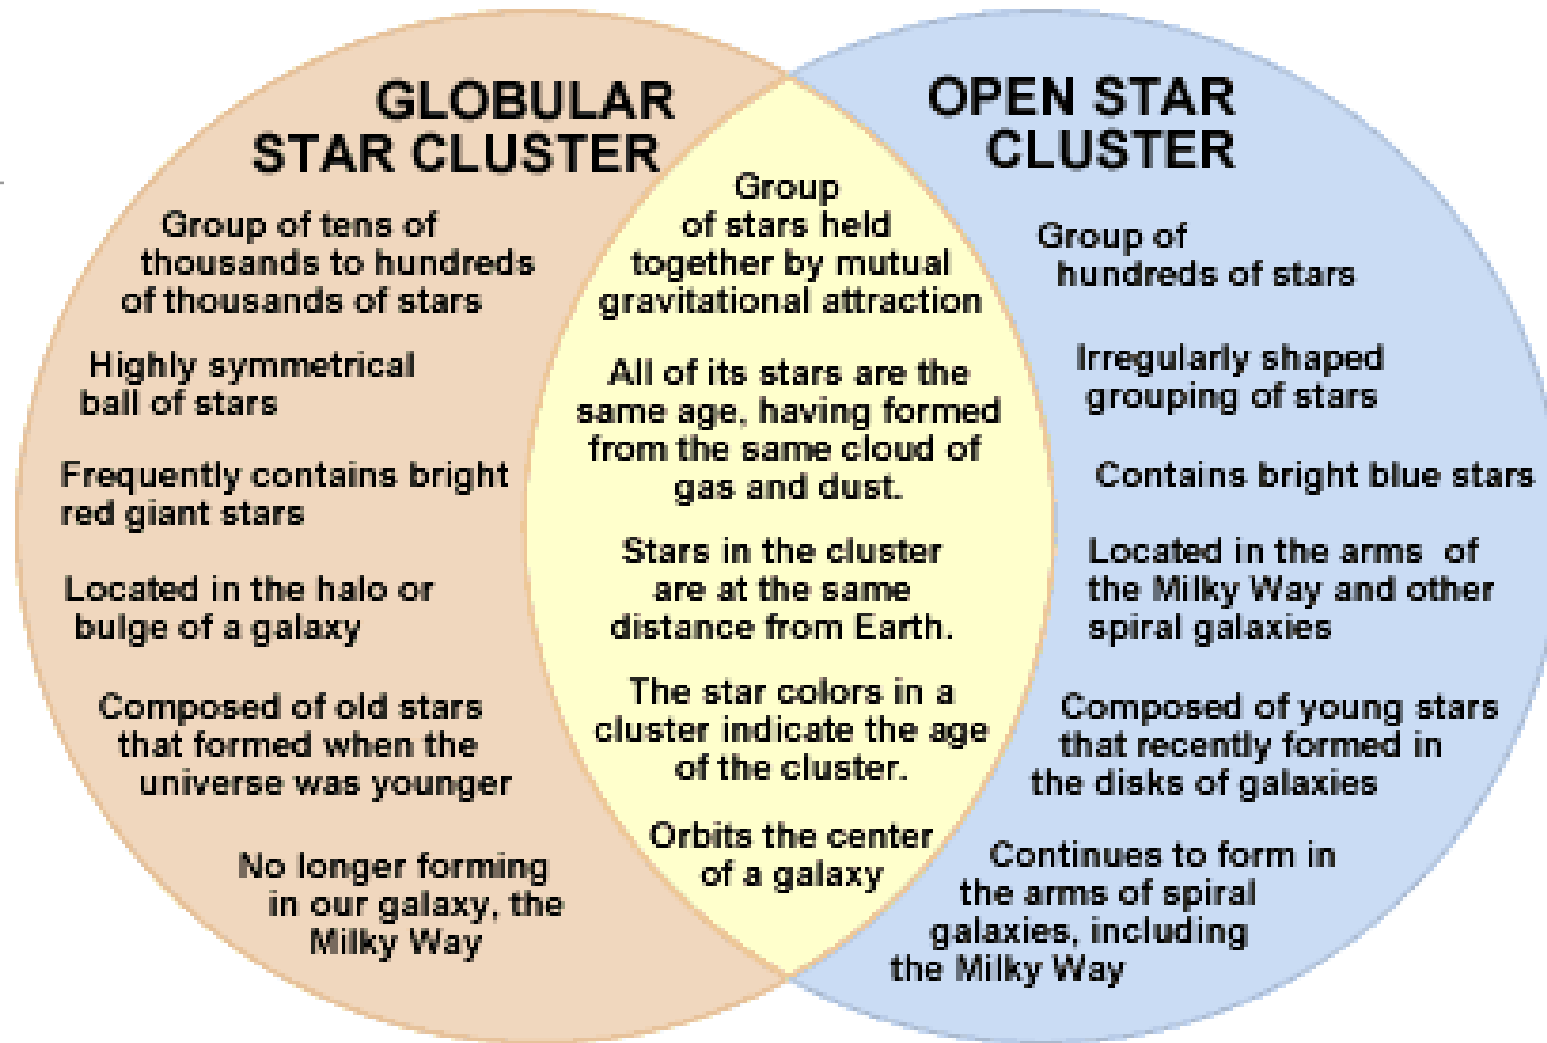 GLOBULAR
STAR CLUSTER
Group of tens of
thousands to hundreds
of thousands of stars
Highly symmetrical
ball of stars
Frequently contains bright
red giant stars
Located in the halo or
bulge of a galaxy
Composed of old stars
that formed when the
universe was younger
No longer forming
in our galaxy, the
Milky Way
Group
of stars held
together by mutual
gravitational attraction
All of its stars are the
same age, having formed
from the same cloud of
gas and dust.
Stars in the cluster
are at the same
distance from Earth.
The star colors in a
cluster indicate the age
of the cluster.
Orbits the center
of a galaxy
OPEN STAR
CLUSTER
Group of
hundreds of stars
Irregularly shaped
grouping of stars
Contains bright blue stars
Located in the arms of
the Milky Way and other
spiral galaxies
Composed of young stars
that recently formed in
the disks of galaxies
Continues to form in
the arms of spiral
galaxies, including
the Milky Way